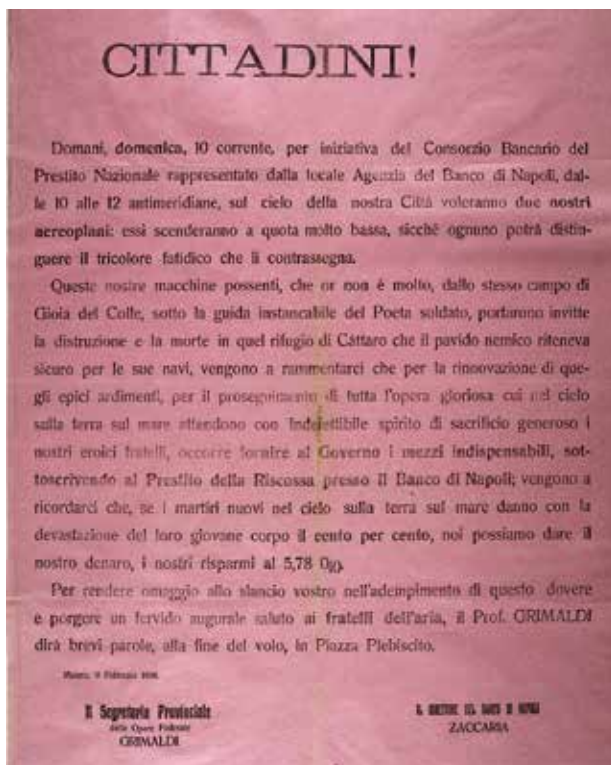 CITTADINI!
Domani, domenica, 10 corrente, per iniziativa del Consorzio Bancario del
Prestito Nazionale rappresentato dalla locale Agenzia del Banco di Napoli, dal-
le 10 alle 12 antimeridiane, sul cielo della nostra Città voleranno due nostri
aereoplani: essi scenderanno a quota molto bassa, sicchè ognuno potrà distin-
guere il tricolore fatidico che li contrassegna.
Queste nostre macchine possenti, che or non è molto, dallo stesso campo di
Gioia del Colle, sotto la guida instancabile del Poeta soldato, portarono invitte
la distruzione e la morte in quel rifugio di Càttaro che il pavido nemico riteneva
sicuro per le sue navi, vengono a rammentarci che per la rinnovazione di que-
gli epici ardimenti, per il proseguimento di tutta l'opera gloriosa cui nel cielo
sulla terra sul mare attendono con spirito di sacrificio generoso i
nostri eroici fratelli, occorre fornire al Governo i mezzi indispensabili, sot-
toscrivendo al Prestito della Riscossa presso il Banco di Napoli; vengono a
ricordarci che, se i martiri nuovi nel cielo sulla terra sul mare danno con la
devastazione del loro giovane corpo il cento per cento, noi possiamo dare il
nostro denaro, i nostri risparmi al 5,78 0/0.
Per rendere omaggio allo slancio vostro nell'adempimento di questo dovere
e porgere un fervido augurale saluto ai fratelli dell'aria, il Prof. GRIMALDI
dirà brevi parole, alla fine del volo, in Piazza Plebiscito.
9 Febbraio
Il Segretario Provinciale
delle Opere Federate
GRIMALDI
IL DIRETTORE DEL BANCO DI NAPOLI
ZACCARIA